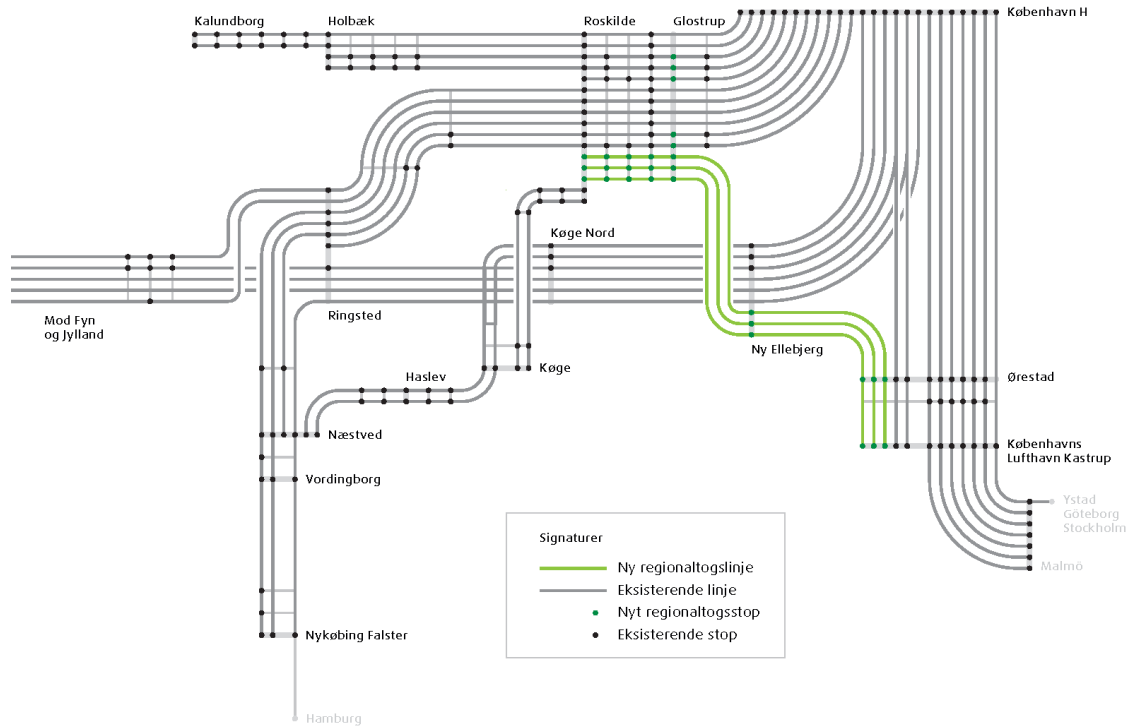 Kalundborg
Holbæk
Roskilde
Glostrup
København H
Køge Nord
Mod Fyn
og Jylland
Ringsted
Ny Ellebjerg
Haslev
Køge
Ørestad
Næstved
Københavns
Lufthavn Kastrup
Vordingborg
Ystad
Göteborg
Stockholm
Malmö
Signaturer
Ny regionaltogslinje
Eksisterende linje
Nyt regionaltogsstop
Eksisterende stop
Nykøbing Falster
Hamburg